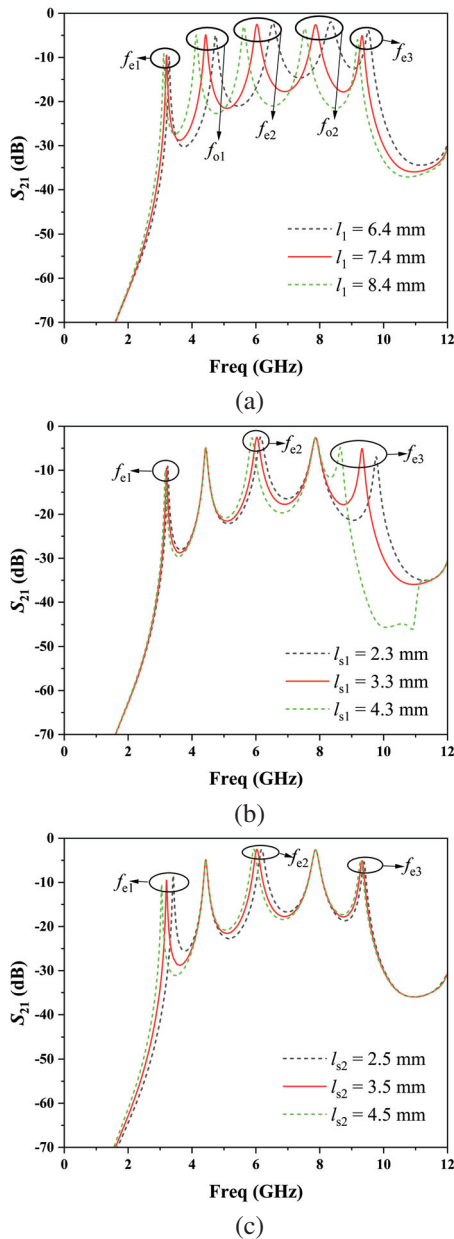 0
-10
-20
-30
-40
-50
-60
-70
S21 (dB)
fe1
fo1
fe2
fo2
fe3
l1 = 6.4 mm
l1 = 7.4 mm
l1 = 8.4 mm
0 2 4 6 8 10 12
Freq (GHz)
(a)
0
-10
-20
-30
-40
-50
-60
-70
S21 (dB)
fe1
fe2
fe3
ls1 = 2.3 mm
ls1 = 3.3 mm
ls1 = 4.3 mm
0 2 4 6 8 10 12
Freq (GHz)
(b)
0
-10
-20
-30
-40
-50
-60
-70
S21 (dB)
fe1
fe2
fe3
ls2 = 2.5 mm
ls2 = 3.5 mm
ls2 = 4.5 mm
0 2 4 6 8 10 12
Freq (GHz)
(c)